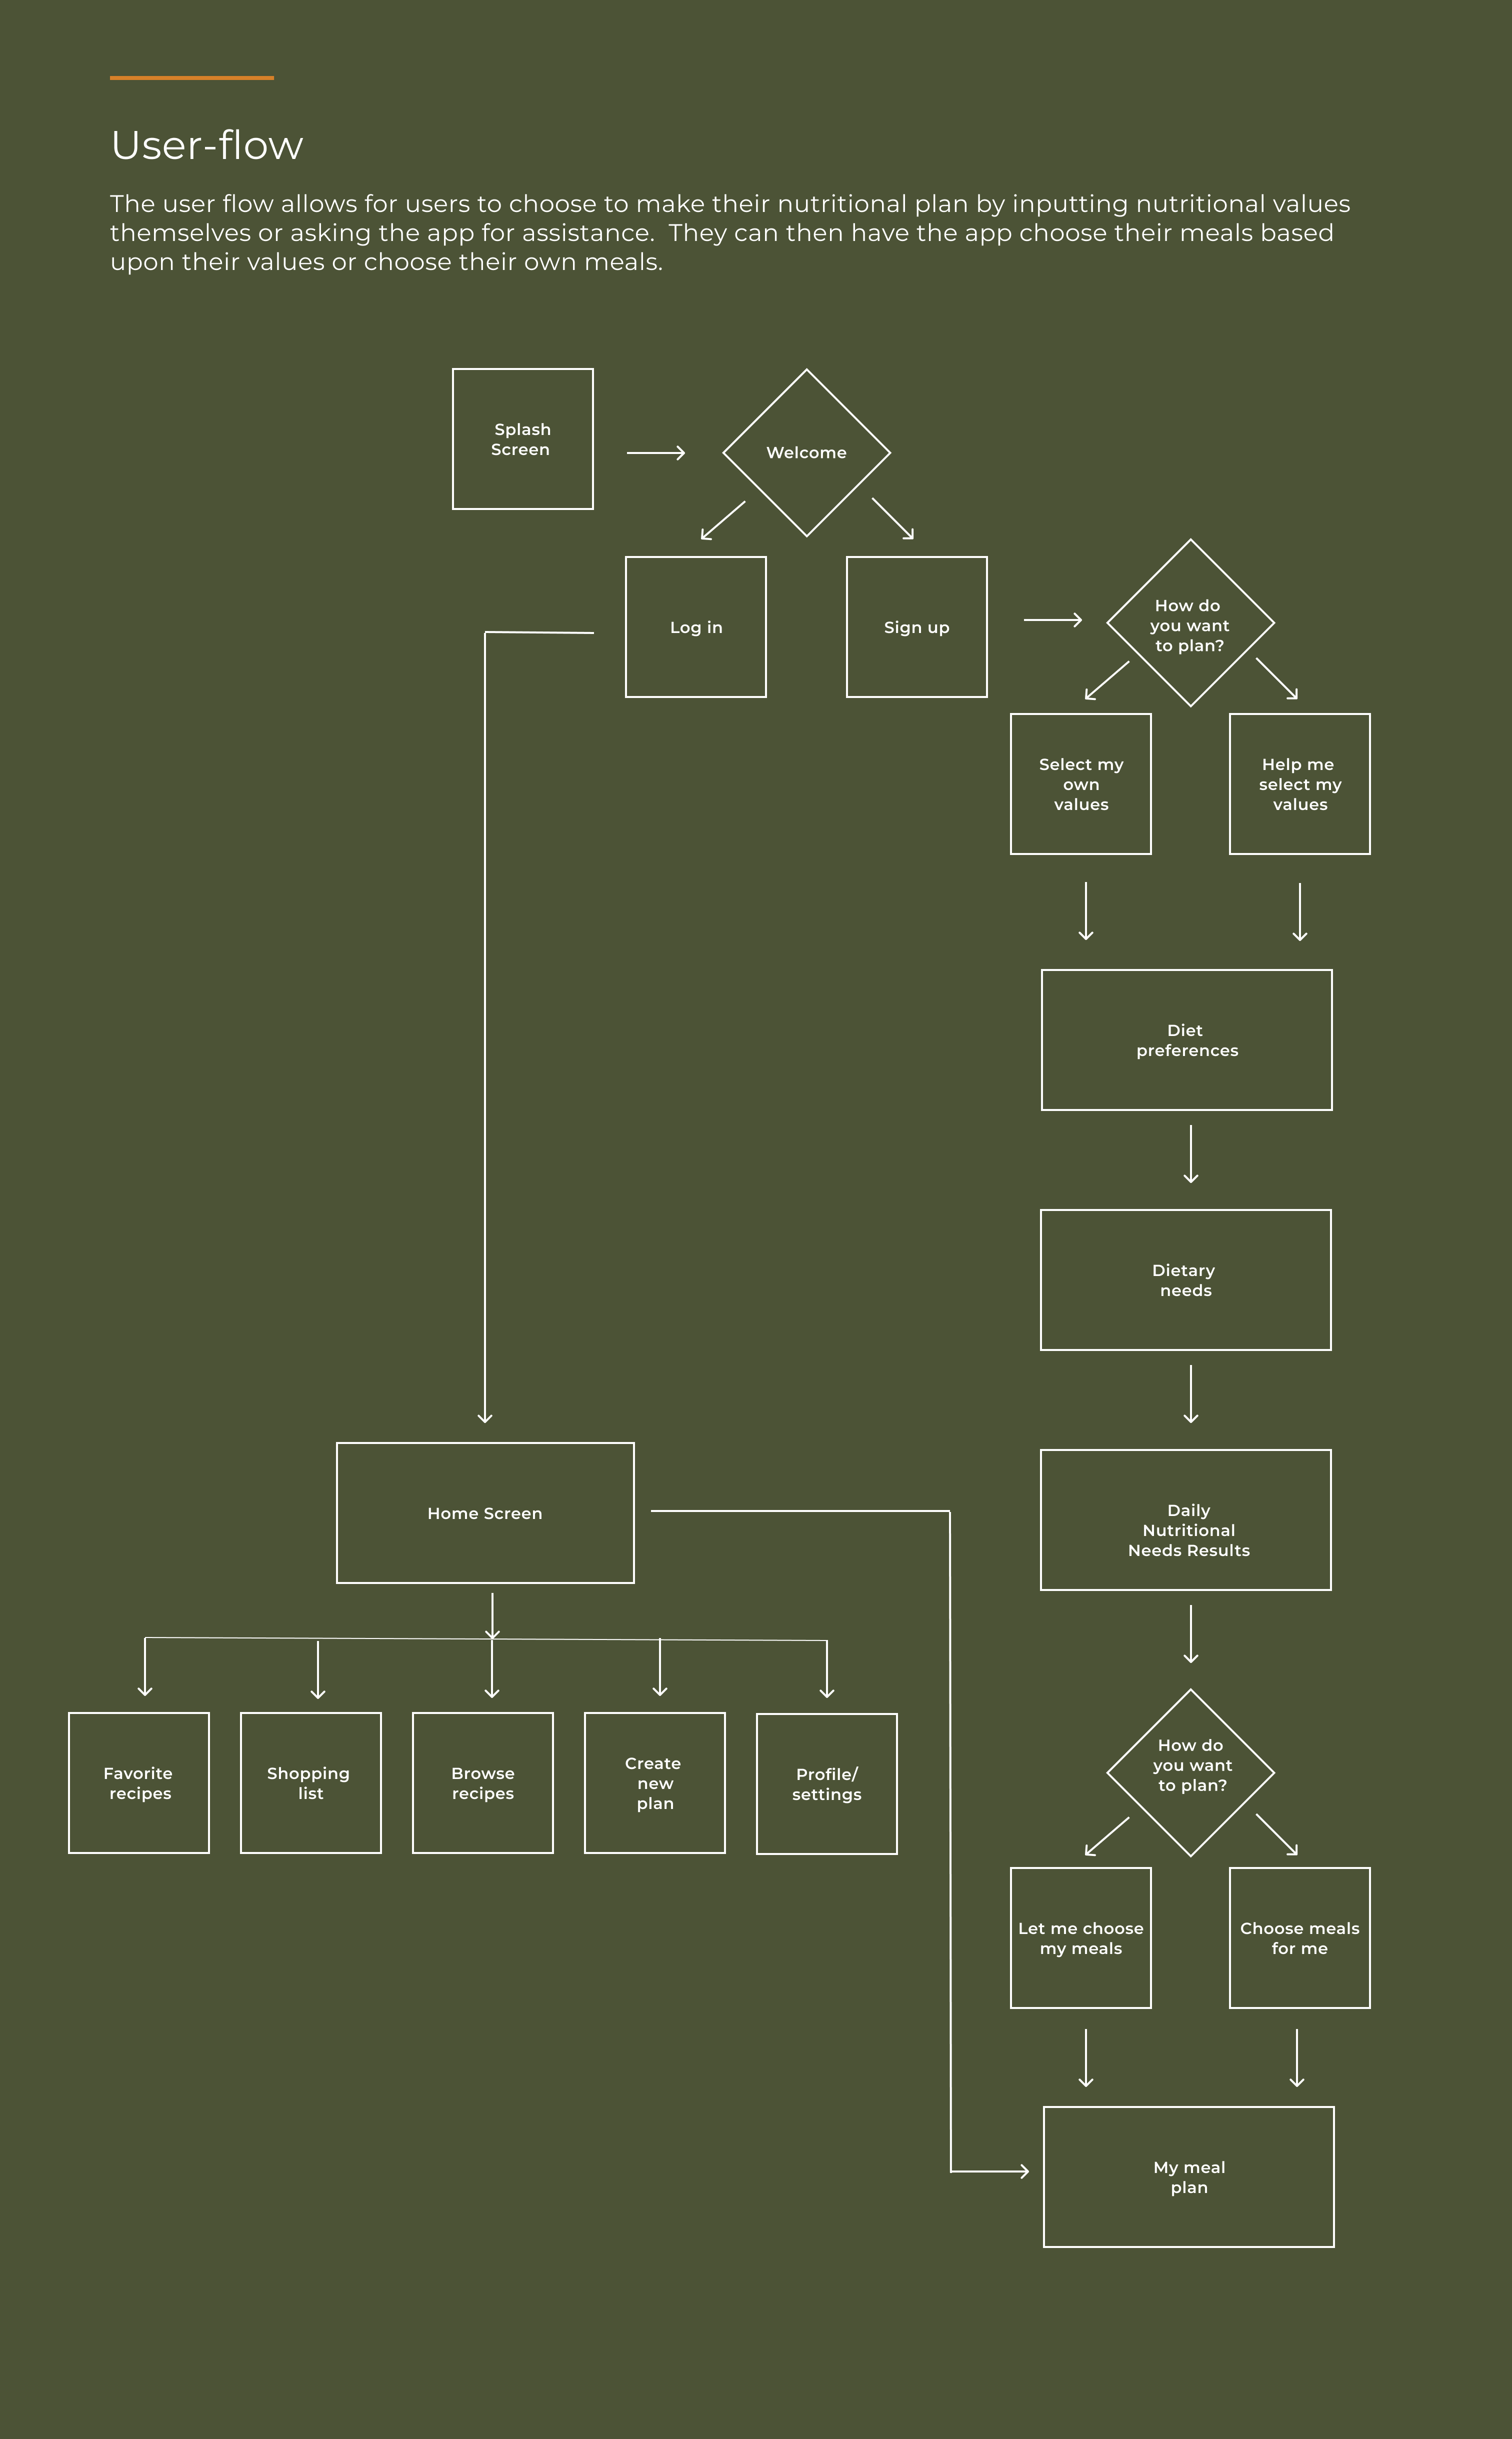 User-flow
The user flow allows for users to choose to make their nutritional plan by inputting nutritional values
themselves or asking the app for assistance.  They can then have the app choose their meals based
upon their values or choose their own meals.
Splash
Screen
Welcome
Log in
Sign up
How do
you want
to plan?
Select my
own
values
Help me
select my
values
Diet
preferences
Dietary
needs
Daily
Nutritional
Needs Results
Home Screen
Favorite
recipes
Shopping
list
Browse
recipes
Create
new
plan
Profile/
settings
How do
you want
to plan?
Let me choose
my meals
Choose meals
for me
My meal
plan